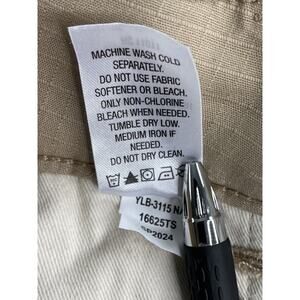 MACHINE WASH COLD
SEPARATELY.
DO NOT USE FABRIC
SOFTENER OR BLEACH.
ONLY NON-CHLORINE
BLEACH WHEN NEEDED.
TUMBLE DRY LOW.
MEDIUM IRON IF
NEEDED.
DO NOT DRY CLEAN.
YLB-3115 NA
16625TS
SP2024